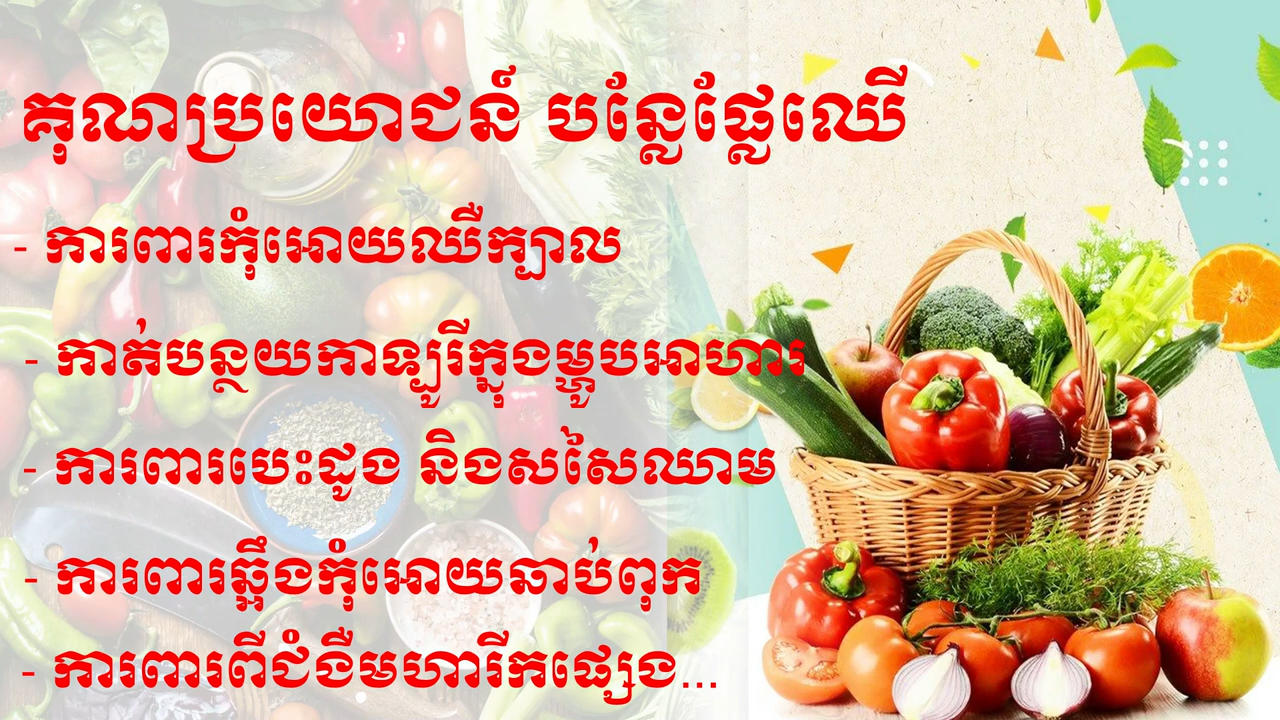 គុណប្រយោជន៍ បន្លែផ្លែឈើ
- ការពារកុំអោយឈឺក្បាល
- កាត់បន្ថយកាឡូរីក្នុងម្ហូបអាហារ
- ការពារបេះដូង និងសសៃឈាម
- ការពារឆ្អឹងកុំអោយឆាប់ពុក
- ការពារពីជំងឺមហារីកផ្សេង...